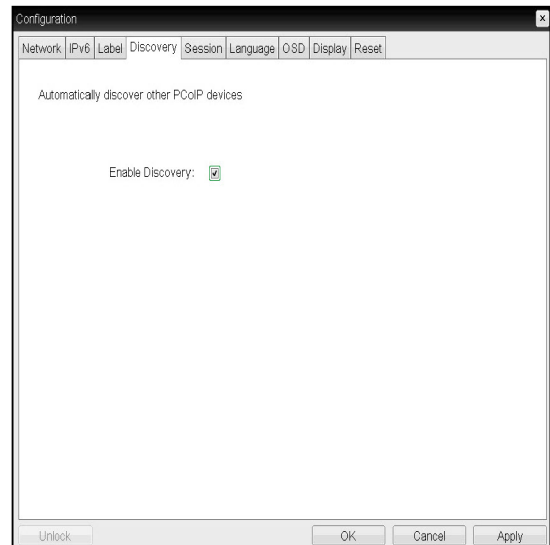 Configuration
Network IPv6 Label Discovery Session Language OSD Display Reset
Automatically discover other PCoIP devices
Enable Discovery:
Unlock OK Cancel Apply